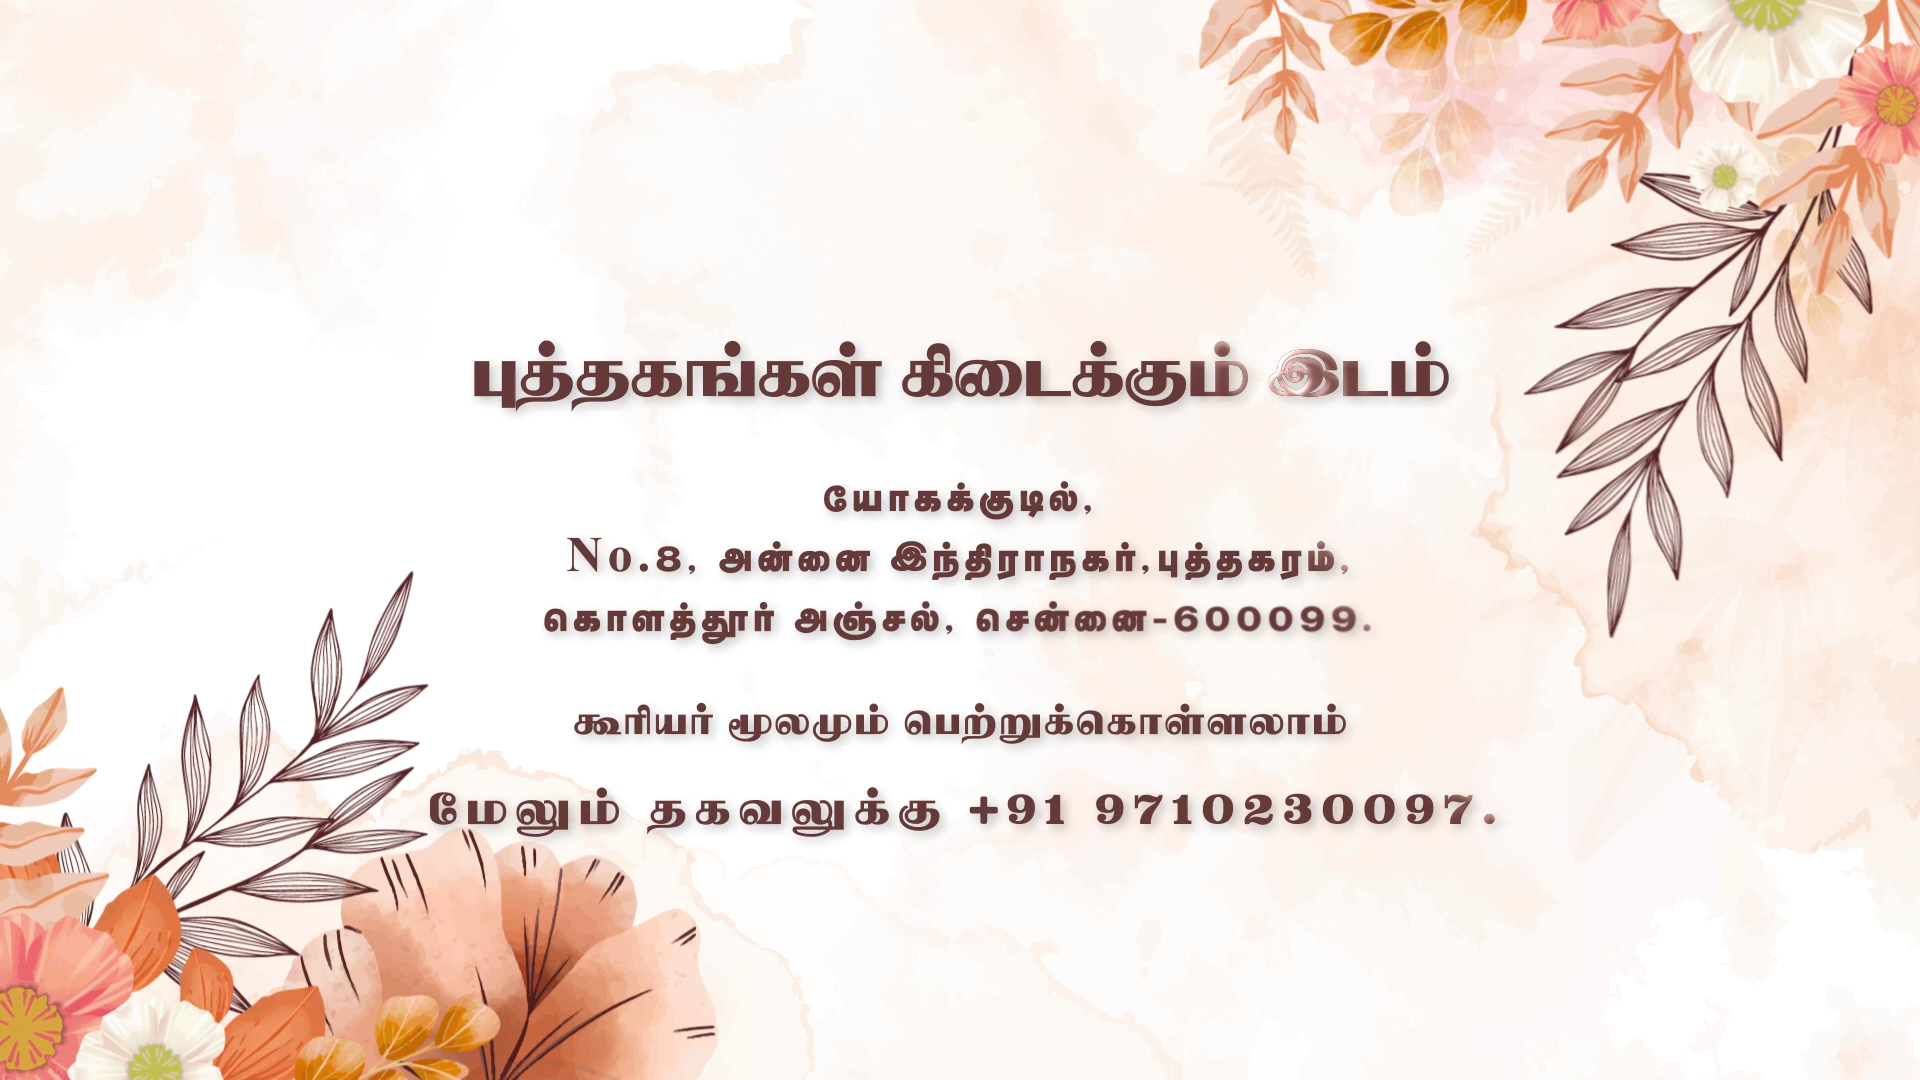 புத்தகங்கள் கிடைக்கும் இடம்
யோகக்குடில்,
No.8, அன்னை இந்திராநகர்,புத்தகரம்,
கொளத்தூர் அஞ்சல், சென்னை-600099.
கூரியர் மூலமும் பெற்றுக்கொள்ளலாம்
மேலும் தகவலுக்கு +91 9710230097.